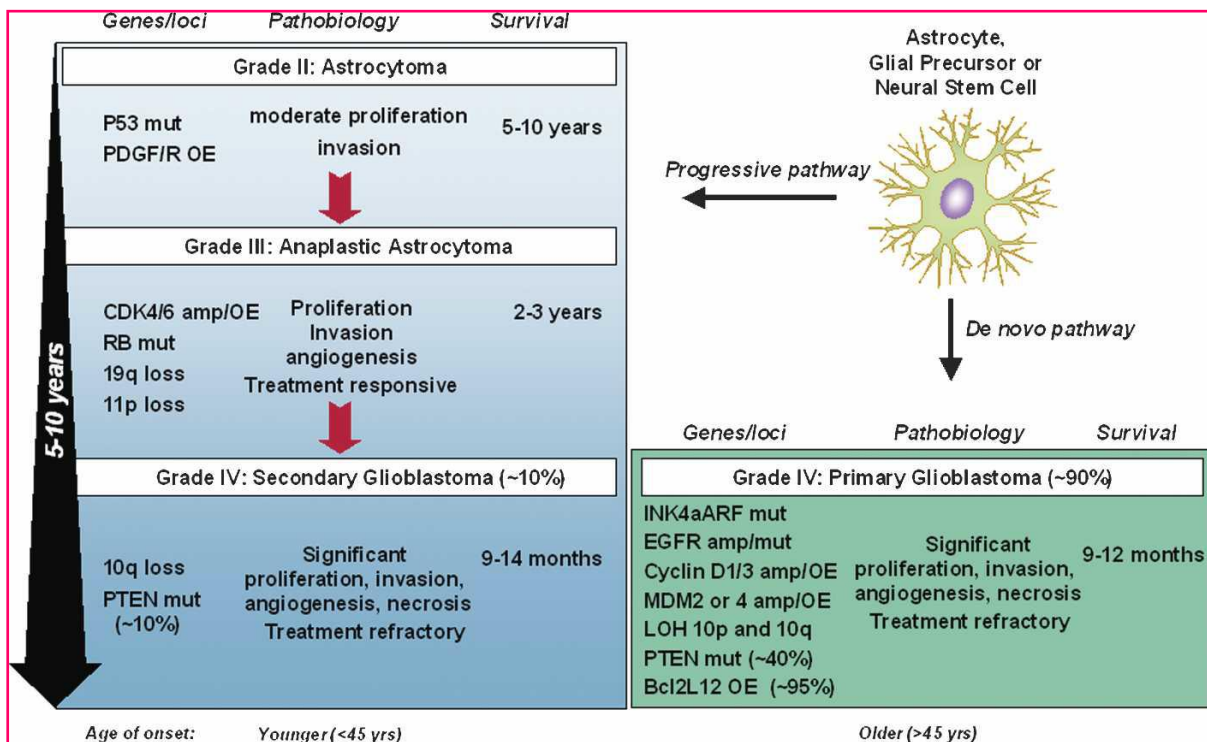 Genes/loci Pathobiology Survival
Grade II: Astrocytoma
P53 mut
PDGF/R OE
moderate proliferation
invasion
5-10 years
Grade III: Anaplastic Astrocytoma
CDK4/6 amp/OE
RB mut
19q loss
11p loss
Proliferation
Invasion
angiogenesis
Treatment responsive
2-3 years
Grade IV: Secondary Glioblastoma (~10%)
10q loss
PTEN mut
(~10%)
Significant
proliferation, invasion,
angiogenesis, necrosis
Treatment refractory
9-14 months
5-10 years
Age of onset: Younger (<45 yrs)
Astrocyte,
Glial Precursor or
Neural Stem Cell
Progressive pathway
De novo pathway
Genes/loci Pathobiology Survival
Grade IV: Primary Glioblastoma (~90%)
INK4aARF mut
EGFR amp/mut
Cyclin D1/3 amp/OE
MDM2 or 4 amp/OE
LOH 10p and 10q
PTEN mut (~40%)
Bcl2L12 OE (~95%)
Significant
proliferation, invasion,
angiogenesis, necrosis
Treatment refractory
9-12 months
Older (>45 yrs)